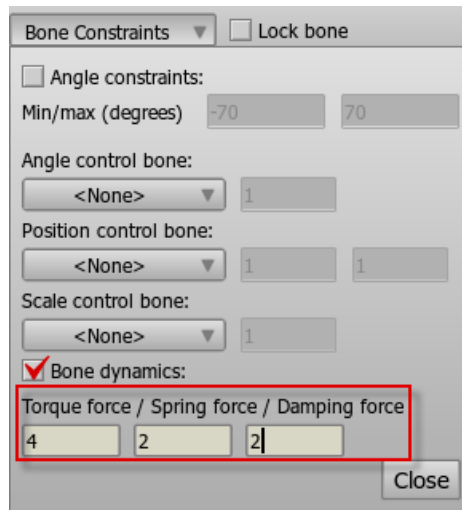 Bone Constraints Lock bone
Angle constraints:
Min/max (degrees) -70 70
Angle control bone:
<None> 1
Position control bone:
<None> 1 1
Scale control bone:
<None> 1
Bone dynamics:
Torque force / Spring force / Damping force
4 2 2
Close